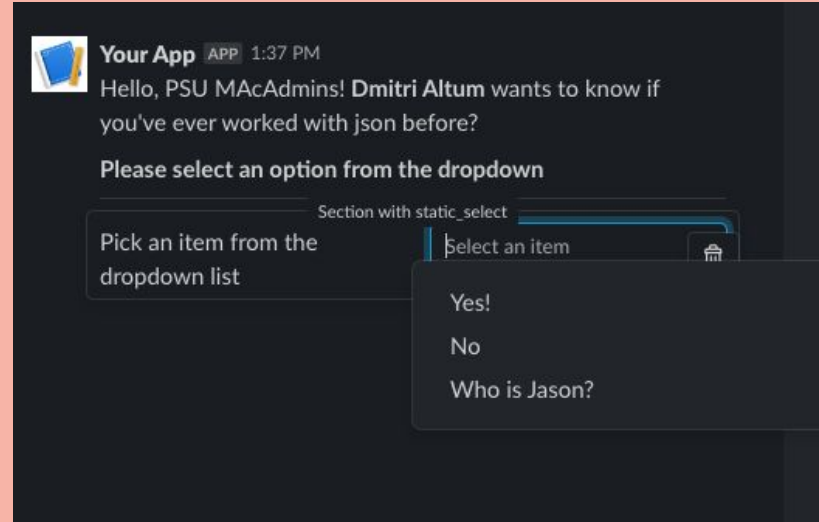 Your App APP 1:37 PM
Hello, PSU MAcAdmins! Dmitri Altum wants to know if
you've ever worked with json before?
Please select an option from the dropdown
Section with static_select
Pick an item from the
dropdown list
Select an item
Yes!
No
Who is Jason?